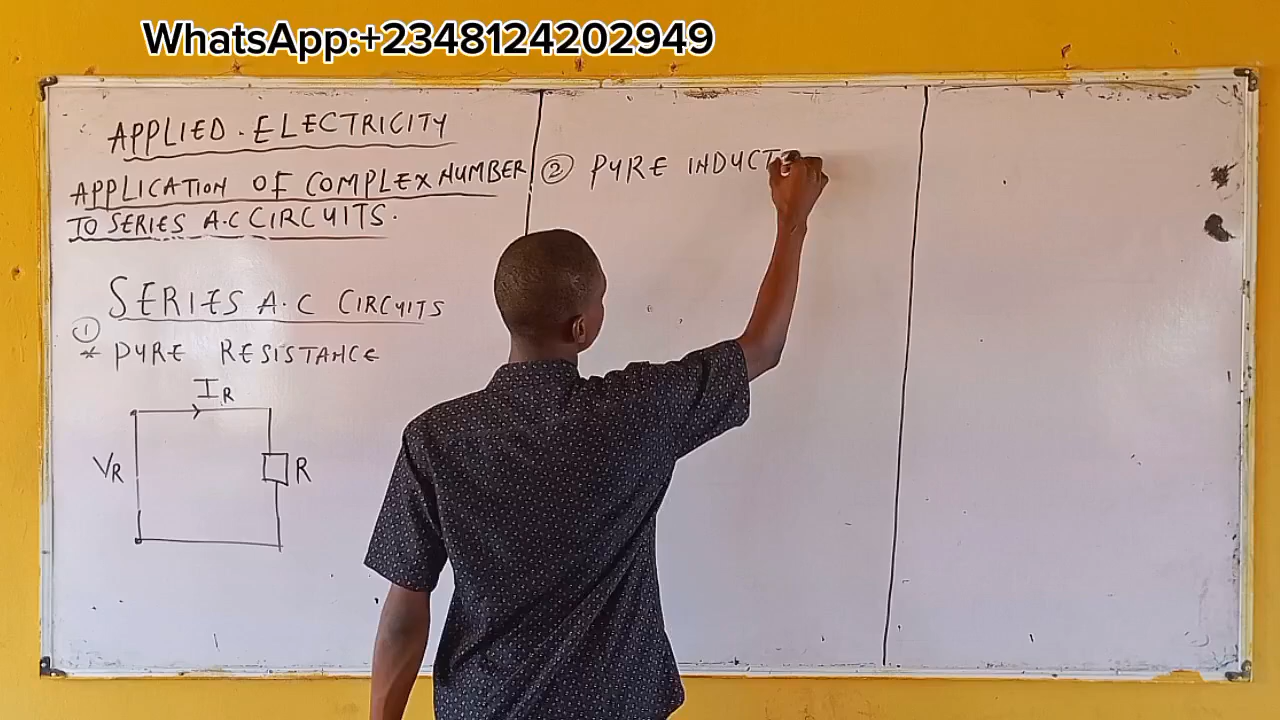 WhatsApp:+2348124202949
APPLIED. ELECTRICITY
APPLICATION OF COMPLEX NUMBER
TO SERIES A.C CIRCUITS.
SERIES A.C CIRCUITS
①
* PURE RESISTANCE
IR
VR
R
② PURE INDUCT